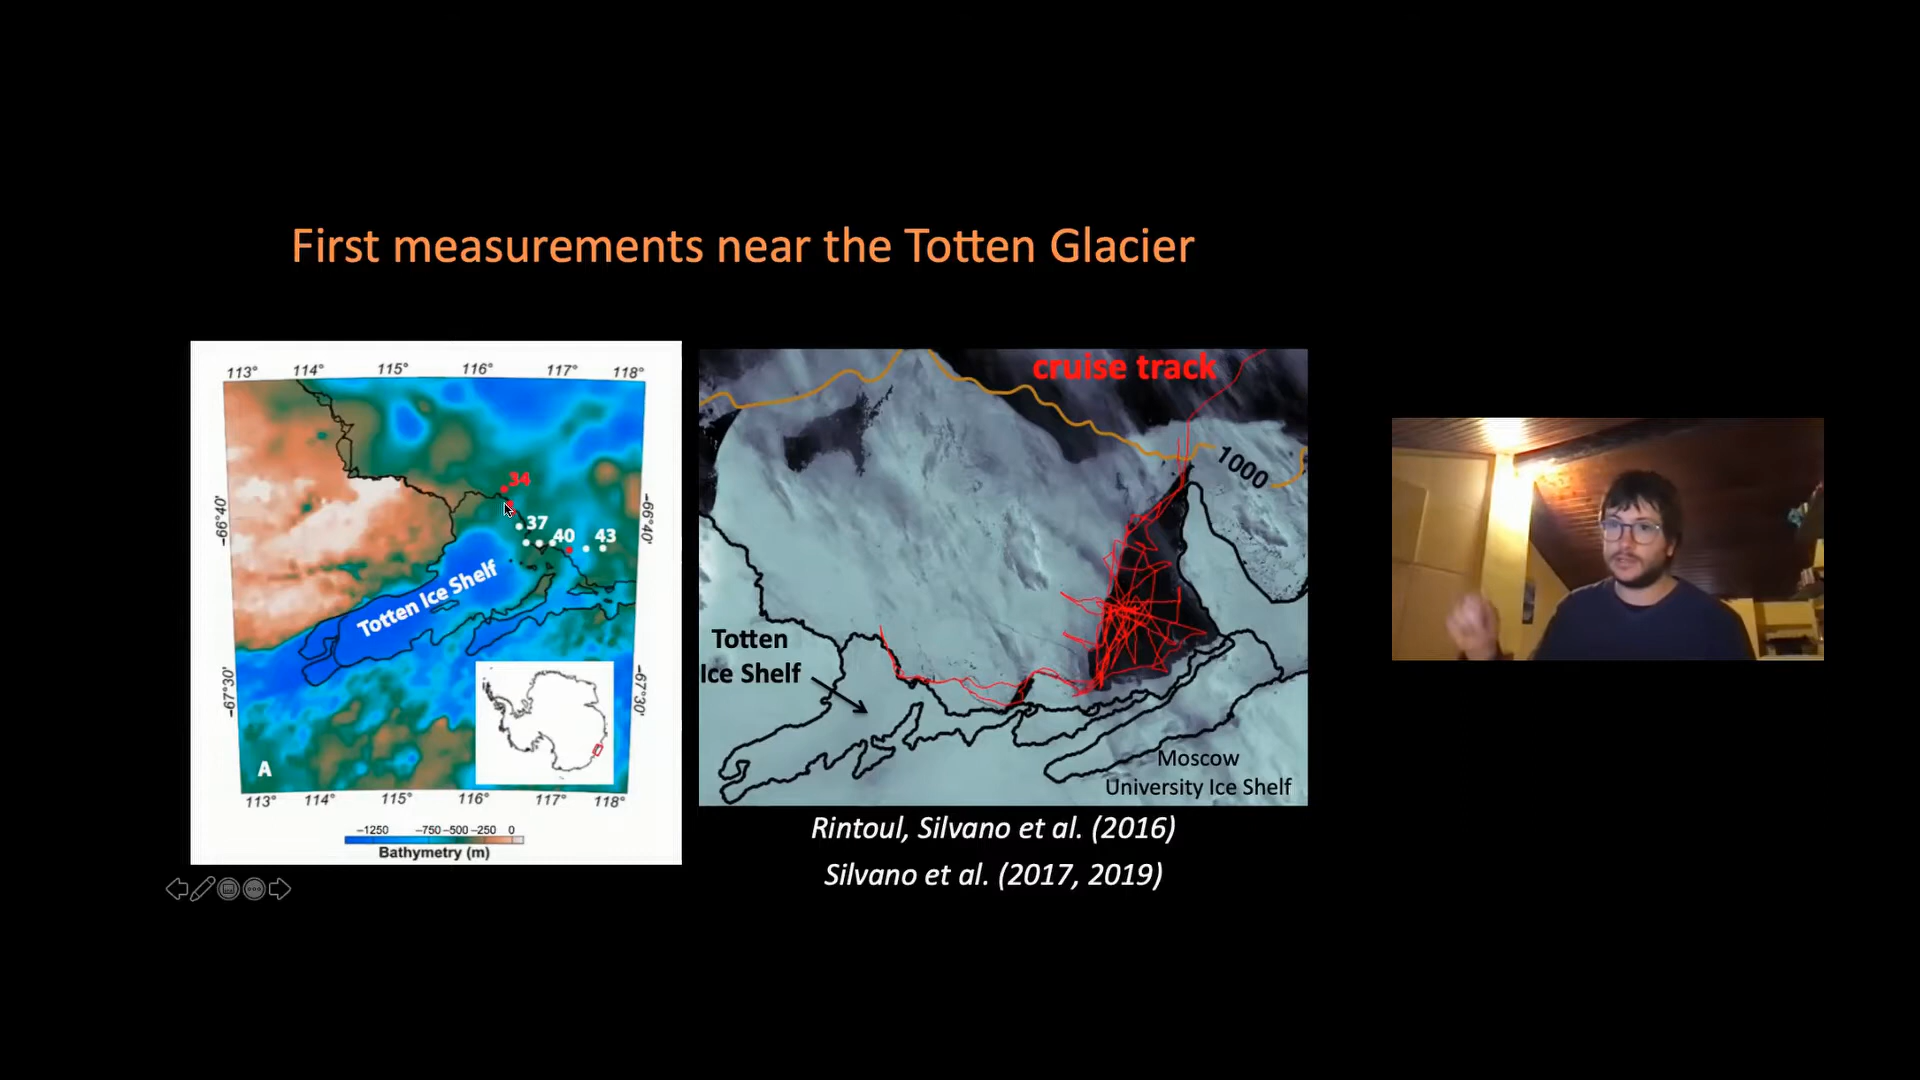 First measurements near the Totten Glacier
113° 114° 115° 116° 117° 118°
−66°40' −66°40'
34
37
40 43
Totten Ice Shelf
−67°30' −67°30'
A
113° 114° 115° 116° 117° 118°
−1250 −750 −500 −250 0
Bathymetry (m)
cruise track
1000
Totten
Ice Shelf
Moscow
University Ice Shelf
Rintoul, Silvano et al. (2016)
Silvano et al. (2017, 2019)